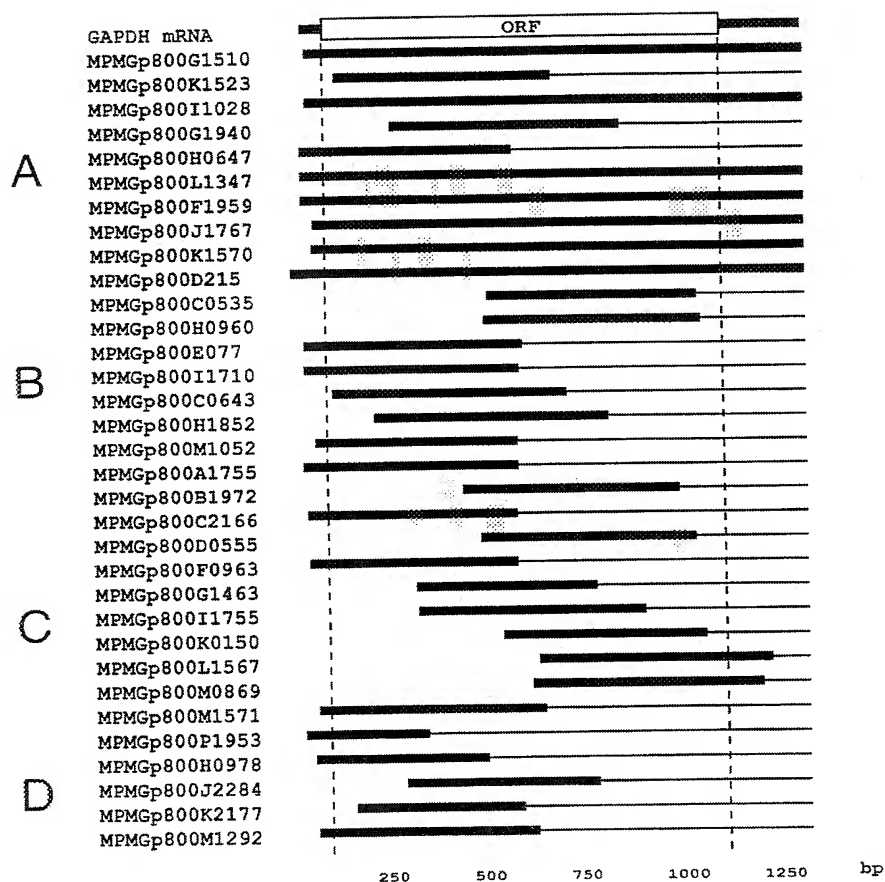 ORF
GAPDH mRNA
MPMGp800G1510
MPMGp800K1523
MPMGp800I1028
MPMGp800G1940
MPMGp800H0647
A
MPMGp800L1347
MPMGp800F1959
MPMGp800J1767
MPMGp800K1570
MPMGp800D215
MPMGp800C0535
MPMGp800H0960
MPMGp800E077
B
MPMGp800I1710
MPMGp800C0643
MPMGp800H1852
MPMGp800M1052
MPMGp800A1755
MPMGp800B1972
MPMGp800C2166
MPMGp800D0555
MPMGp800F0963
MPMGp800G1463
C
MPMGp800I1755
MPMGp800K0150
MPMGp800L1567
MPMGp800M0869
MPMGp800M1571
MPMGp800P1953
MPMGp800H0978
D
MPMGp800J2284
MPMGp800K2177
MPMGp800M1292
250 500 750 1000 1250 bp